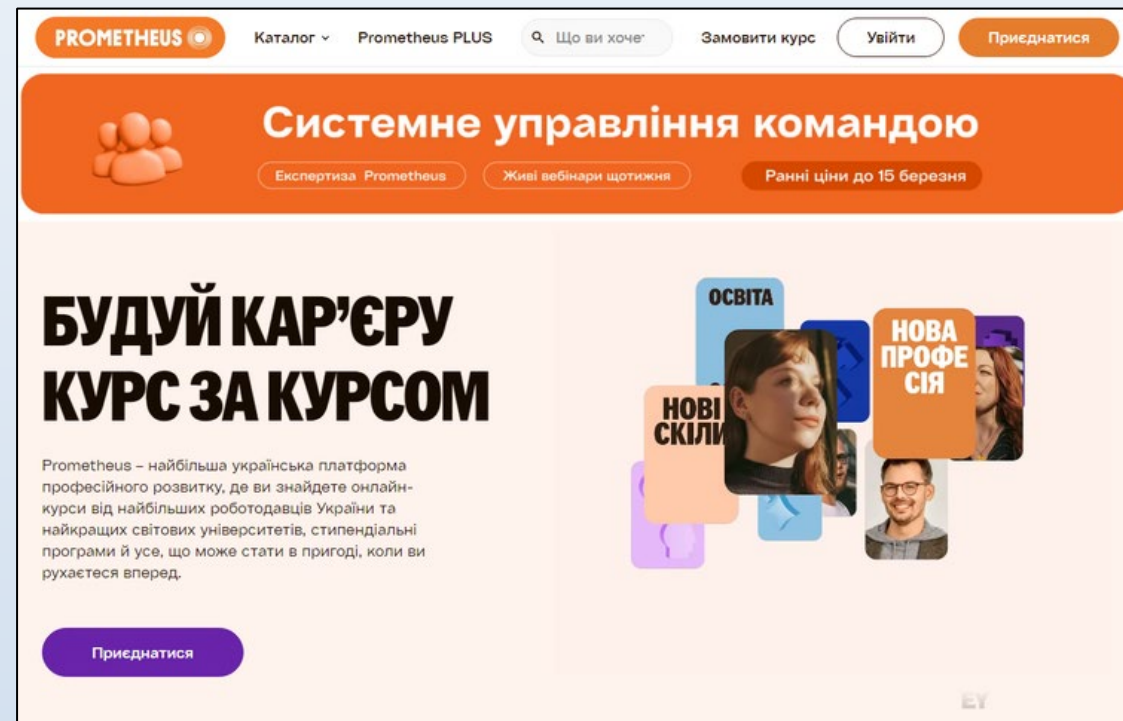 PROMETHEUS
Каталог
Prometheus PLUS
Що ви хочет
Замовити курс
Увійти
Приєднатися
Системне управління командою
Експертиза Prometheus
Живі вебінари щотижня
Ранні ціни до 15 березня
БУДУЙ КАР’ЄРУ
КУРС ЗА КУРСОМ
Prometheus – найбільша українська платформа
професійного розвитку, де ви знайдете онлайн-
курси від найбільших роботодавців України та
найкращих світових університетів, стипендіальні
програми й усе, що може стати в пригоді, коли ви
рухаєтеся вперед.
Приєднатися
ОСВІТА
НОВА
ПРОФЕ
СІЯ
НОВІ
СКІЛИ
EY